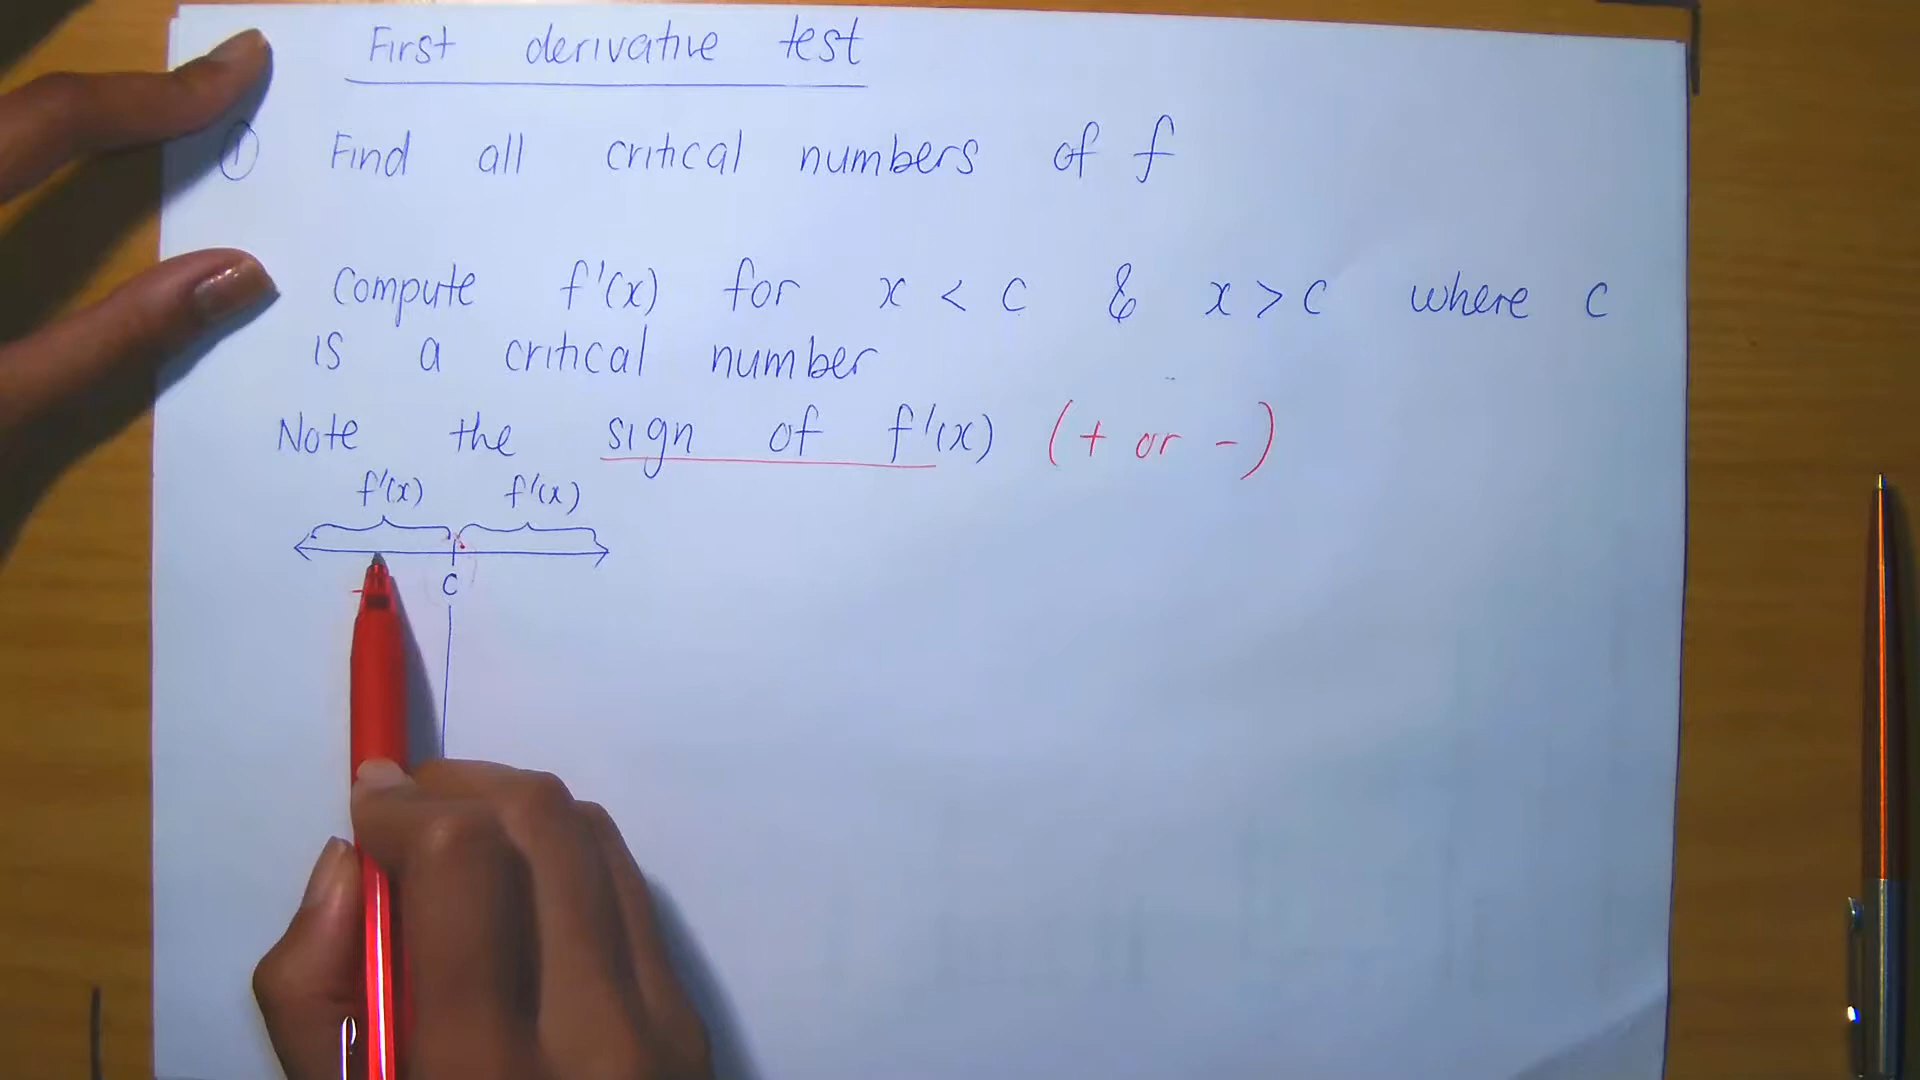 First derivative test
① Find all critical numbers of f
Compute f'(x) for x < c & x > c where c
is a critical number
Note the sign of f'(x) (+ or -)
f'(x) f'(x)
c